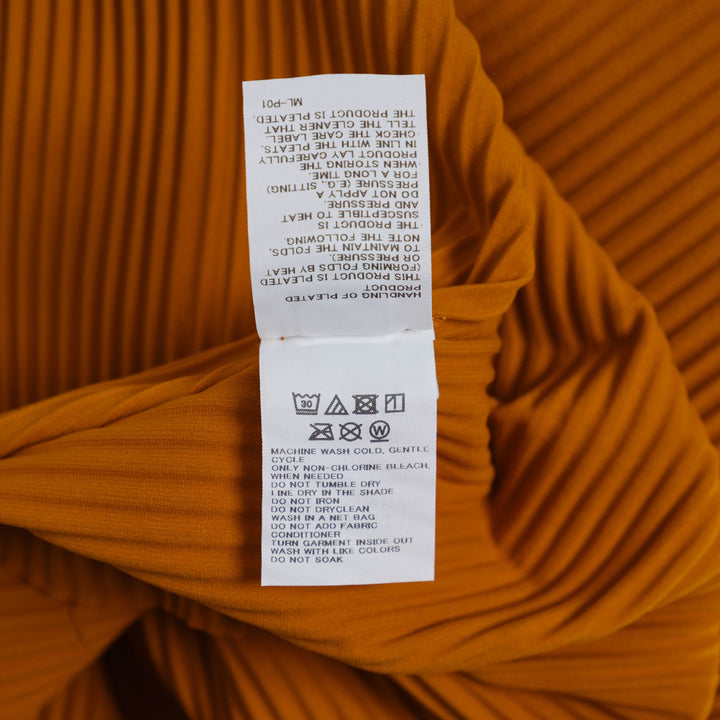 HANDLING OF PLEATED
PRODUCT
THIS PRODUCT IS PLEATED
(FORMING FOLDS BY HEAT
OR PRESSURE).
TO MAINTAIN THE FOLDS,
NOTE THE FOLLOWING.
·THE PRODUCT IS
SUSCEPTIBLE TO HEAT
AND PRESSURE.
·DO NOT APPLY A
PRESSURE (E.G., SITTING)
FOR A LONG TIME.
·WHEN STORING THE
PRODUCT LAY CAREFULLY
IN LINE WITH THE PLEATS.
·CHECK THE CARE LABEL.
TELL THE CLEANER THAT
THE PRODUCT IS PLEATED.
ML-P01
30
W
MACHINE WASH COLD, GENTLE
CYCLE
ONLY NON-CHLORINE BLEACH,
WHEN NEEDED
DO NOT TUMBLE DRY
LINE DRY IN THE SHADE
DO NOT IRON
DO NOT DRYCLEAN
WASH IN A NET BAG
DO NOT ADD FABRIC
CONDITIONER
TURN GARMENT INSIDE OUT
WASH WITH LIKE COLORS
DO NOT SOAK